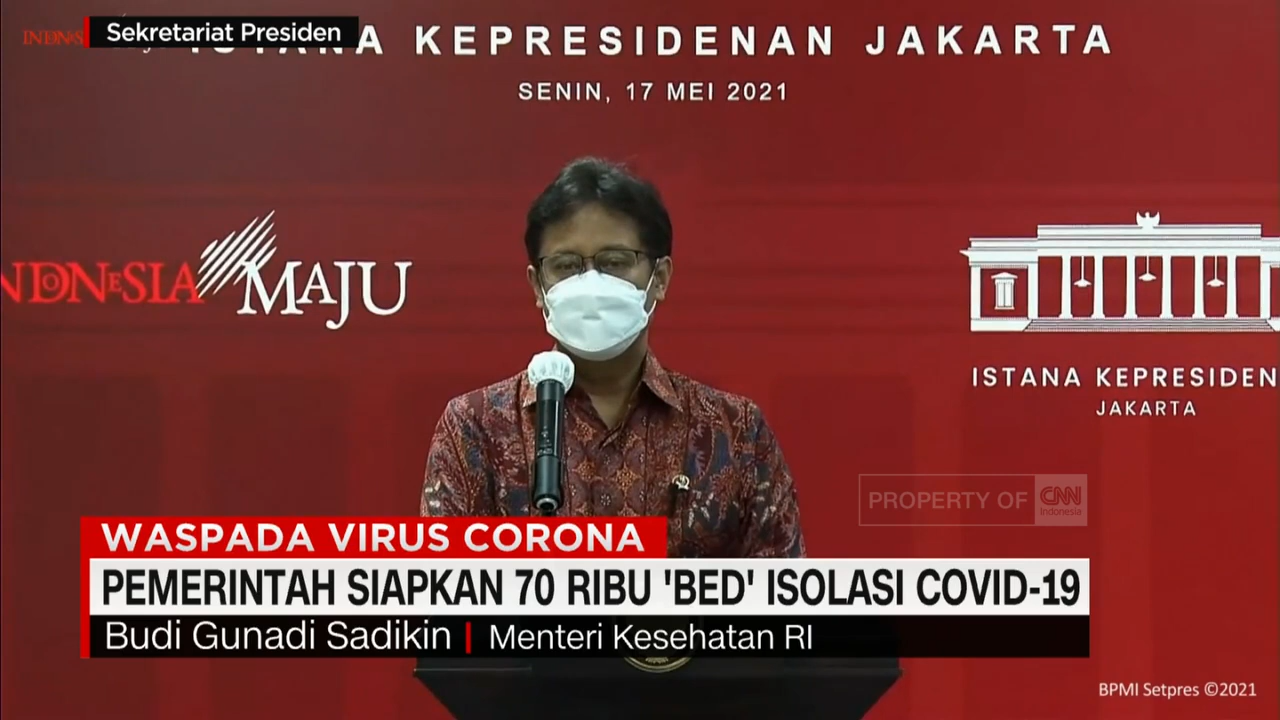 Sekretariat Presiden
ISTANA KEPRESIDENAN JAKARTA
SENIN, 17 MEI 2021
INDONESIA MAJU
ISTANA KEPRESIDEN
JAKARTA
PROPERTY OF CNN Indonesia
WASPADA VIRUS CORONA
PEMERINTAH SIAPKAN 70 RIBU 'BED' ISOLASI COVID-19
Budi Gunadi Sadikin | Menteri Kesehatan RI
BPMI Setpres ©2021